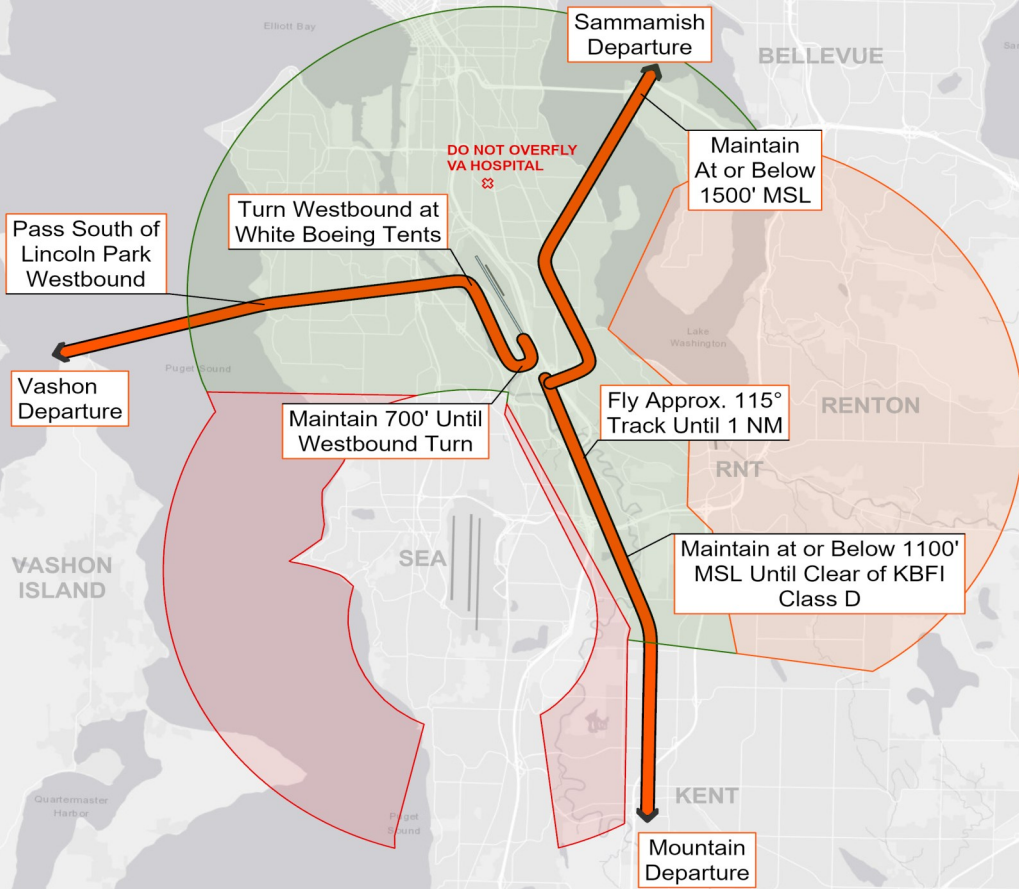 Elliott Bay
Sammamish
Departure
BELLEVUE
DO NOT OVERFLY
VA HOSPITAL
Maintain
At or Below
1500' MSL
Turn Westbound at
White Boeing Tents
Pass South of
Lincoln Park
Westbound
Lake
Washington
Puget Sound
Vashon
Departure
Maintain 700' Until
Westbound Turn
Fly Approx. 115°
Track Until 1 NM
RENTON
RNT
SEA
VASHON
ISLAND
Maintain at or Below 1100'
MSL Until Clear of KBFI
Class D
Quartermaster
Harbor
Puget
Sound
KENT
Mountain
Departure